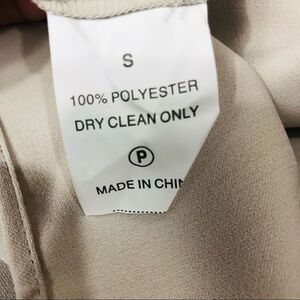 S
100% POLYESTER
DRY CLEAN ONLY
P
MADE IN CHIN